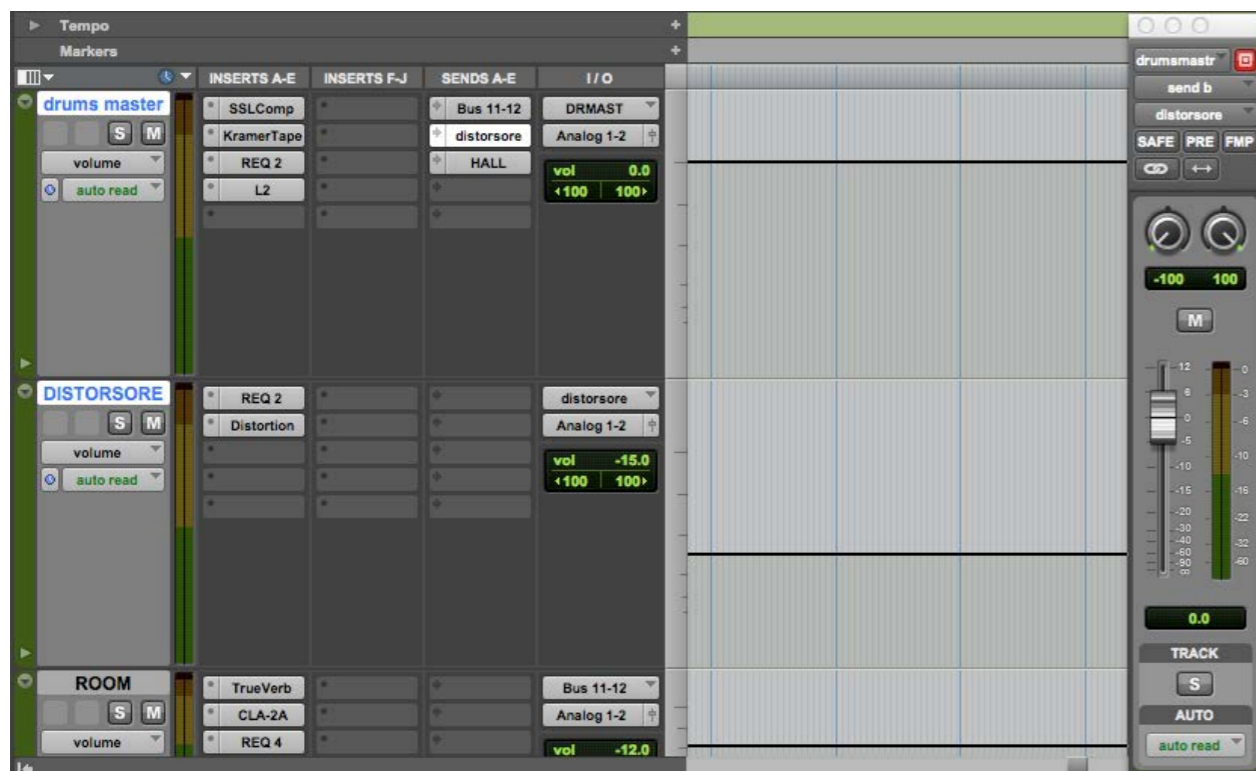 Tempo
Markers
INSERTS A-E INSERTS F-J SENDS A-E I / O
drums master
S M
volume
auto read
SSLComp
KramerTape
REQ 2
L2
Bus 11-12
distorsore
HALL
DRMAST
Analog 1-2
vol 0.0
100 100
DISTORSORE
S M
volume
auto read
REQ 2
Distortion
distorsore
Analog 1-2
vol -15.0
100 100
ROOM
S M
volume
TrueVerb
CLA-2A
REQ 4
Bus 11-12
Analog 1-2
vol -12.0
drumsmastr
send b
distorsore
SAFE PRE FMP
-100 100
M
12
6
0
-5
-10
-15
-20
-30
-40
-60
-90
∞
-0
-3
-6
-10
-16
-22
-32
-60
0.0
TRACK
S
AUTO
auto read